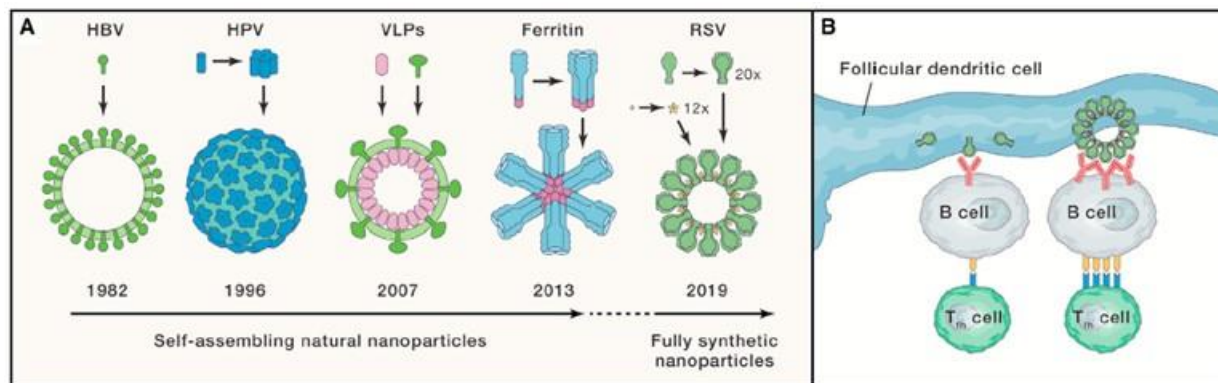 A
HBV
HPV
VLPs
Ferritin
RSV
20x
12x
1982
1996
2007
2013
2019
Self-assembling natural nanoparticles
Fully synthetic
nanoparticles
B
Follicular dendritic cell
B cell
B cell
Tfh cell
Tfh cell